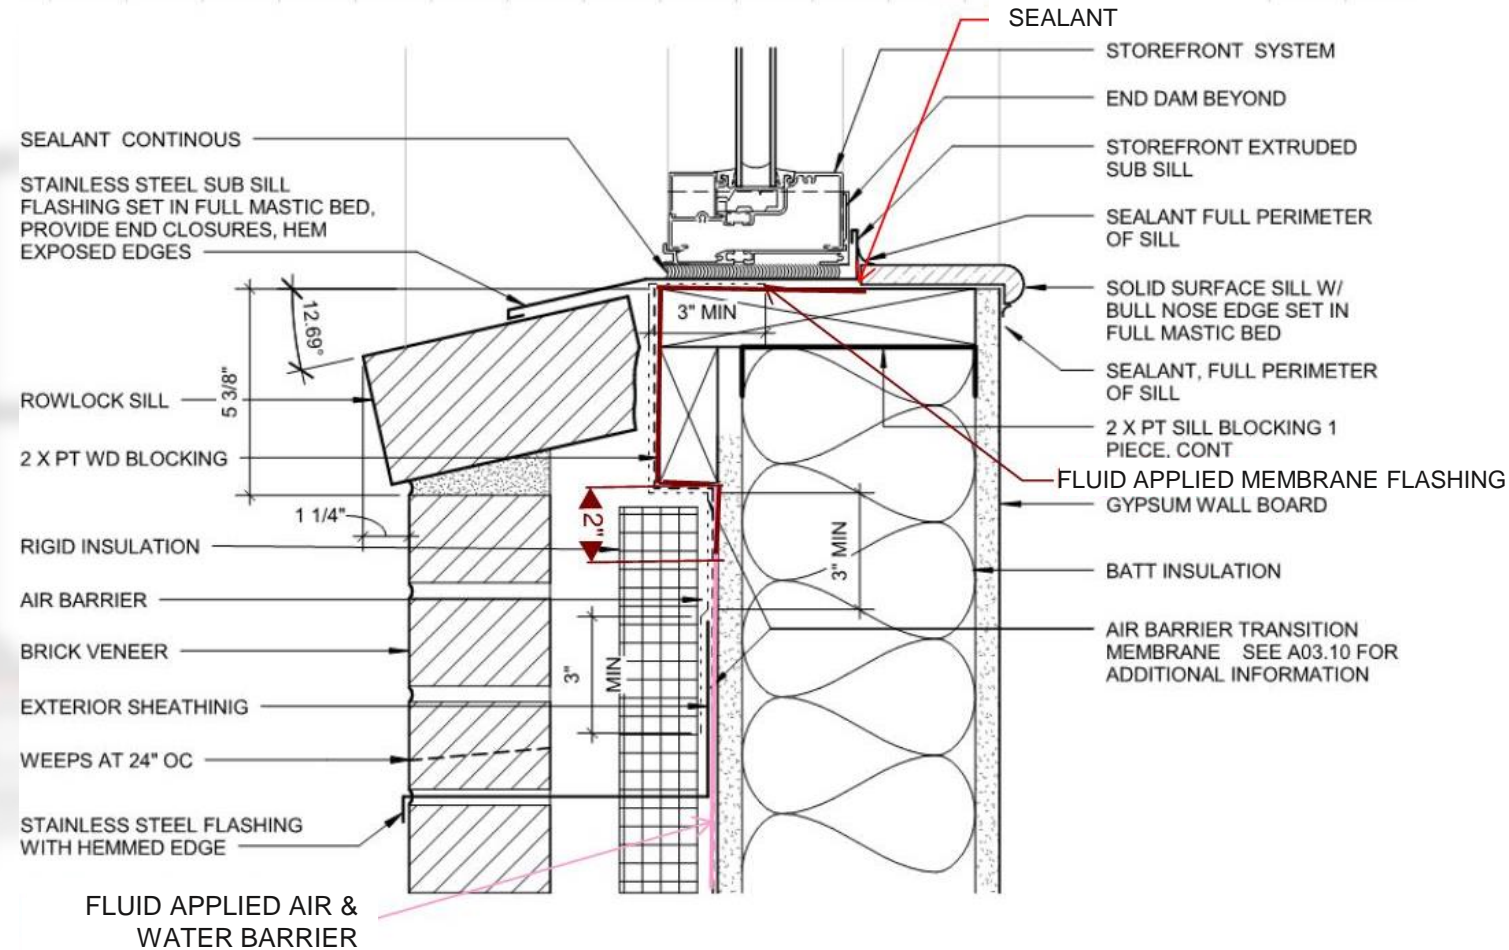 SEALANT
STOREFRONT SYSTEM
END DAM BEYOND
STOREFRONT EXTRUDED
SUB SILL
SEALANT FULL PERIMETER
OF SILL
SOLID SURFACE SILL W/
BULL NOSE EDGE SET IN
FULL MASTIC BED
SEALANT, FULL PERIMETER
OF SILL
2 X PT SILL BLOCKING 1
PIECE. CONT
FLUID APPLIED MEMBRANE FLASHING
GYPSUM WALL BOARD
BATT INSULATION
AIR BARRIER TRANSITION
MEMBRANE SEE A03.10 FOR
ADDITIONAL INFORMATION
SEALANT CONTINOUS
STAINLESS STEEL SUB SILL
FLASHING SET IN FULL MASTIC BED,
PROVIDE END CLOSURES, HEM
EXPOSED EDGES
12.69°
5 3/8"
3" MIN
ROWLOCK SILL
2 X PT WD BLOCKING
1 1/4"
2"
3" MIN
RIGID INSULATION
AIR BARRIER
BRICK VENEER
3"
MIN
EXTERIOR SHEATHINIG
WEEPS AT 24" OC
STAINLESS STEEL FLASHING
WITH HEMMED EDGE
FLUID APPLIED AIR &
WATER BARRIER